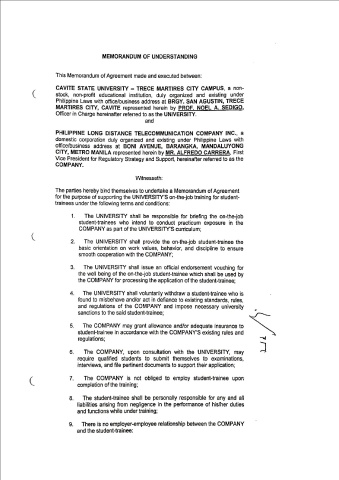 MEMORANDUM OF UNDERSTANDING
This Memorandum of Agreement made and executed between:
CAVITE STATE UNIVERSITY – TRECE MARTIRES CITY CAMPUS, a non-
stock, non-profit educational institution, duly organized and existing under
Philippine Laws with office/business address at BRGY, SAN AGUSTIN, TRECE
MARTIRES CITY, CAVITE represented herein by PROF. NOEL A. SEDIGO,
Officer in Charge hereinafter referred to as the UNIVERSITY.
and
PHILIPPINE LONG DISTANCE TELECOMMUNICATION COMPANY INC., a
domestic corporation duly organized and existing under Philippine Laws with
office/business address at BONI AVENUE, BARANGKA, MANDALUYONG
CITY, METRO MANILA represented herein by MR. ALFREDO CARRERA, First
Vice President for Regulatory Strategy and Support, hereinafter referred to as the
COMPANY.
Witnesseth:
The parties hereby bind themselves to undertake a Memorandum of Agreement
for the purpose of supporting the UNIVERSITY'S on-the-job training for student-
trainees under the following terms and conditions:
1. The UNIVERSITY shall be responsible for briefing the on-the-job
student-trainees who intend to conduct practicum exposure in the
COMPANY as part of the UNIVERSITY'S curriculum;
2. The UNIVERSITY shall provide the on-the-job student-trainee the
basic orientation on work values, behavior, and discipline to ensure
smooth cooperation with the COMPANY;
3. The UNIVERSITY shall issue an official endorsement vouching for
the well being of the on-the-job student-trainee which shall be used by
the COMPANY for processing the application of the student-trainee;
4. The UNIVERSITY shall voluntarily withdraw a student-trainee who is
found to misbehave and/or act in defiance to existing standards, rules,
and regulations of the COMPANY and impose necessary university
sanctions to the said student-trainee;
5. The COMPANY may grant allowance and/or adequate insurance to
student-trainee in accordance with the COMPANY'S existing rules and
regulations;
6. The COMPANY, upon consultation with the UNIVERSITY, may
require qualified students to submit themselves to examinations,
interviews, and file pertinent documents to support their application;
7. The COMPANY is not obliged to employ student-trainee upon
completion of the training;
8. The student-trainee shall be personally responsible for any and all
liabilities arising from negligence in the performance of his/her duties
and functions while under training;
9. There is no employer-employee relationship between the COMPANY
and the student-trainee;